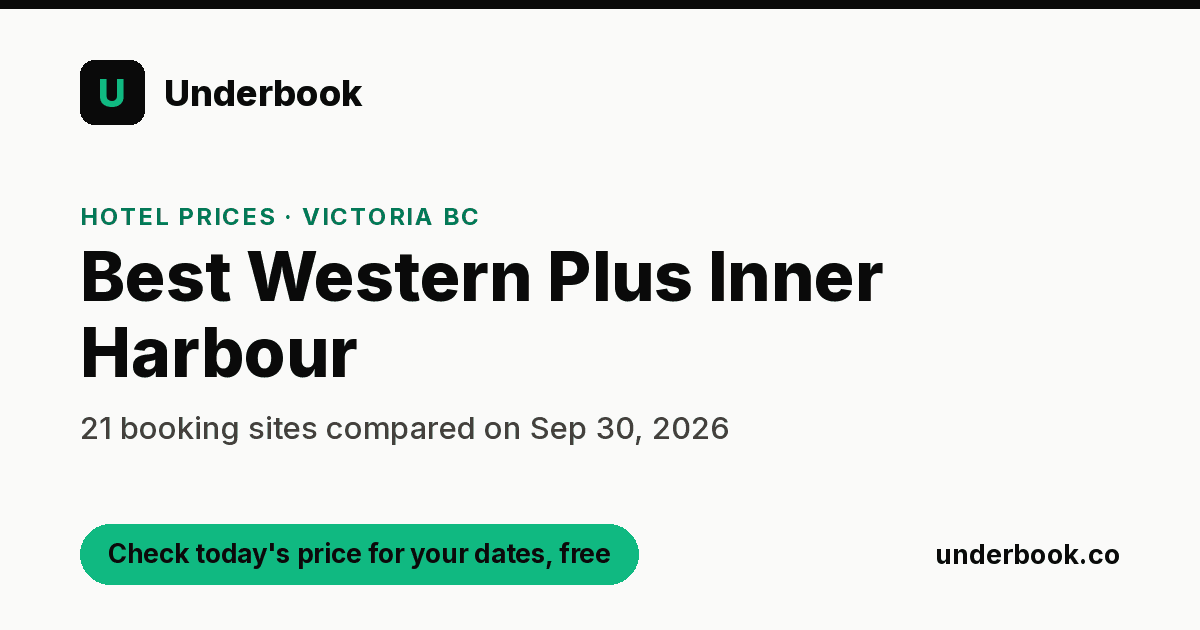 U Underbook
HOTEL PRICES · VICTORIA BC
Best Western Plus Inner
Harbour
21 booking sites compared on Sep 30, 2026
Check today's price for your dates, free
underbook.co